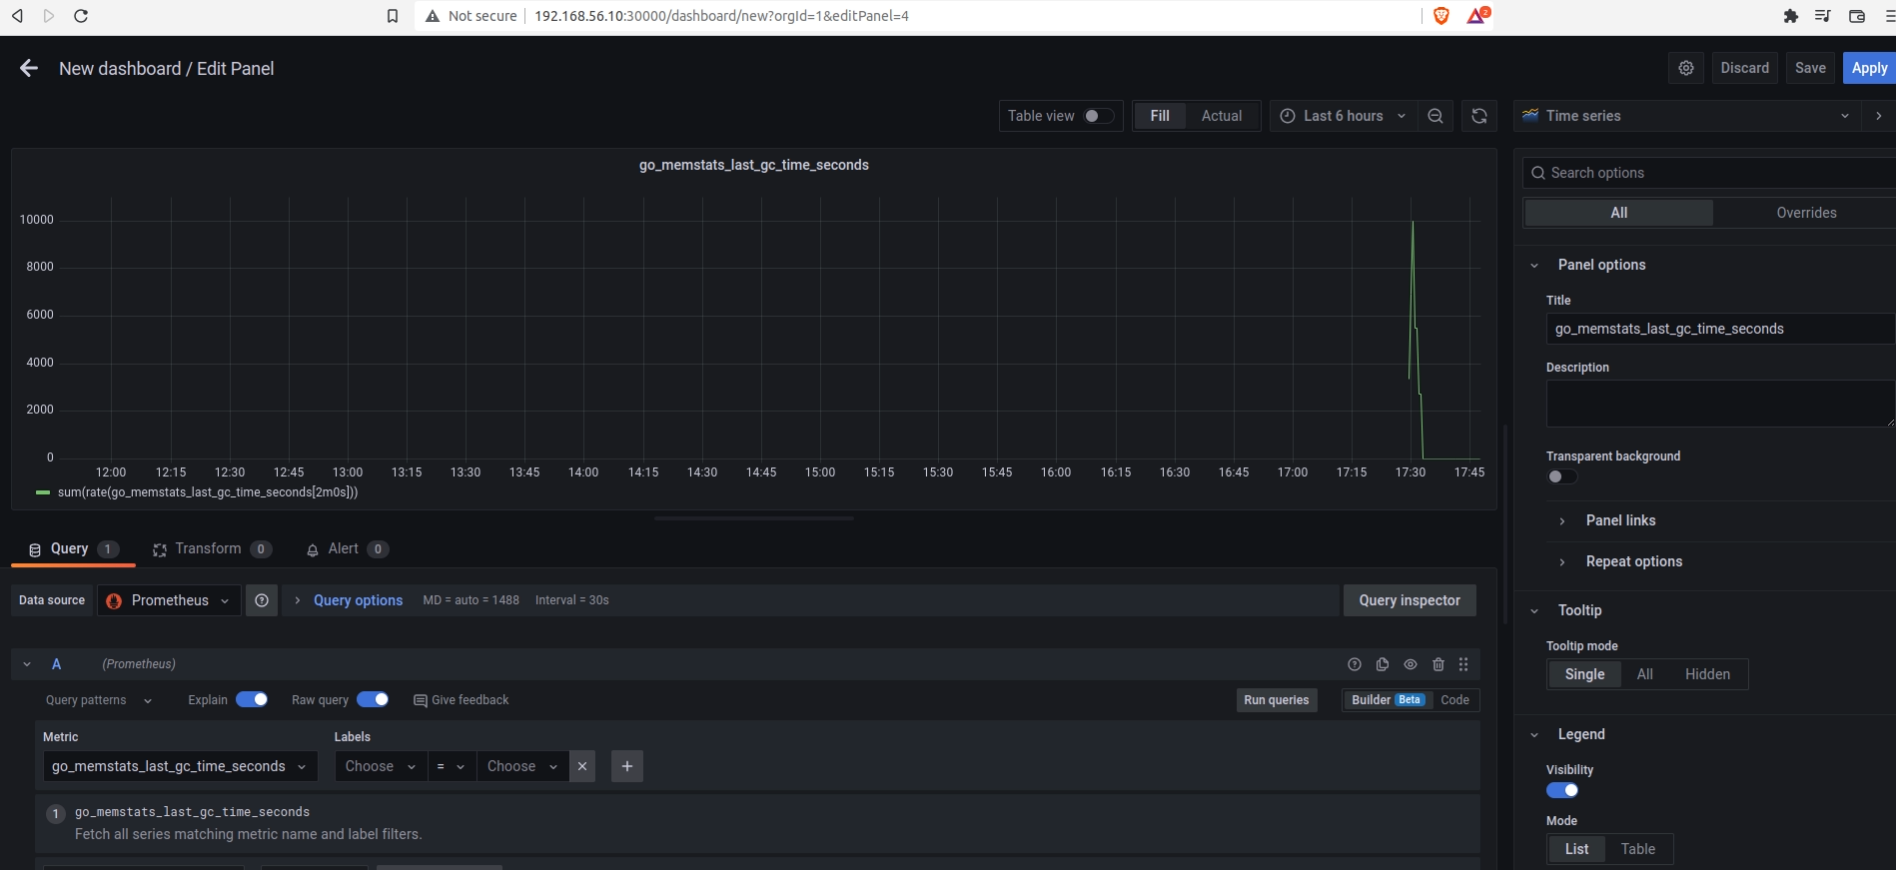 Not secure 192.168.56.10:30000/dashboard/new?orgId=1&editPanel=4 2
New dashboard / Edit Panel Discard Save Apply
Table view Fill Actual Last 6 hours Time series
go_memstats_last_gc_time_seconds
10000
8000
6000
4000
2000
0
12:00 12:15 12:30 12:45 13:00 13:15 13:30 13:45 14:00 14:15 14:30 14:45 15:00 15:15 15:30 15:45 16:00 16:15 16:30 16:45 17:00 17:15 17:30 17:45
sum(rate(go_memstats_last_gc_time_seconds[2m0s]))
Query 1 Transform 0 Alert 0
Data source Prometheus Query options MD = auto = 1488 Interval = 30s Query inspector
A (Prometheus)
Query patterns Explain Raw query Give feedback Run queries Builder Beta Code
Metric Labels
go_memstats_last_gc_time_seconds Choose = Choose
1 go_memstats_last_gc_time_seconds
Fetch all series matching metric name and label filters.
Search options
All Overrides
Panel options
Title
go_memstats_last_gc_time_seconds
Description
Transparent background
Panel links
Repeat options
Tooltip
Tooltip mode
Single All Hidden
Legend
Visibility
Mode
List Table